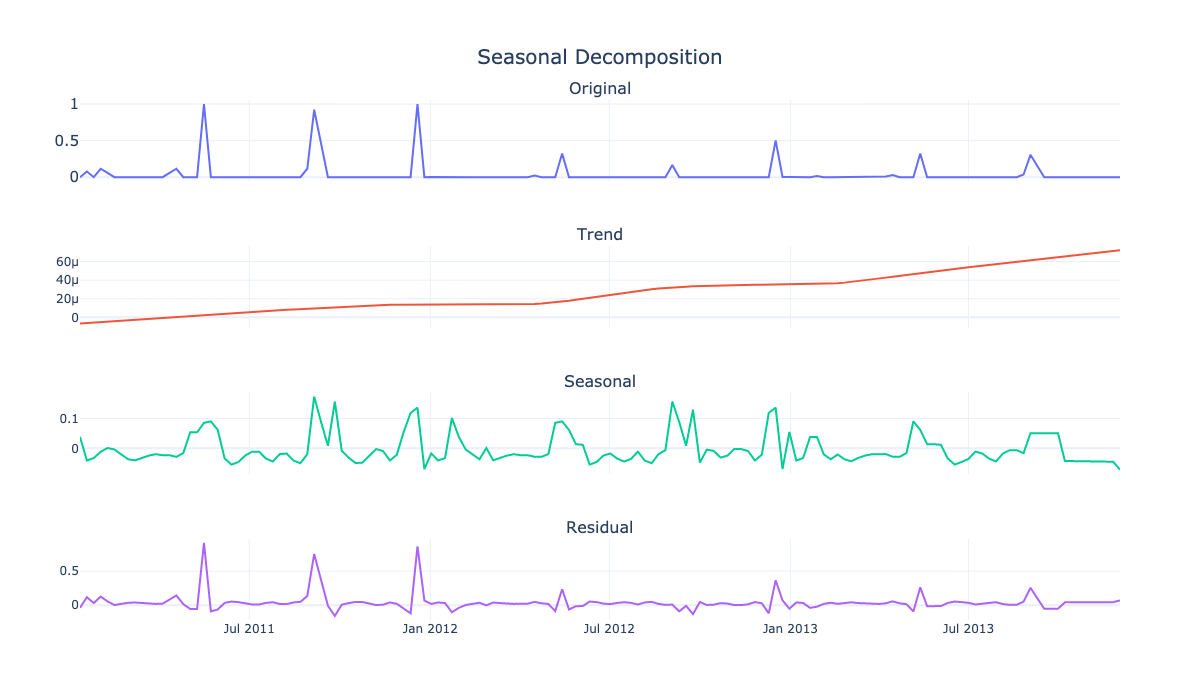 Seasonal Decomposition
Original
1
0.5
0
Trend
60μ
40μ
20μ
0
Seasonal
0.1
0
Residual
0.5
0
Jul 2011 Jan 2012 Jul 2012 Jan 2013 Jul 2013